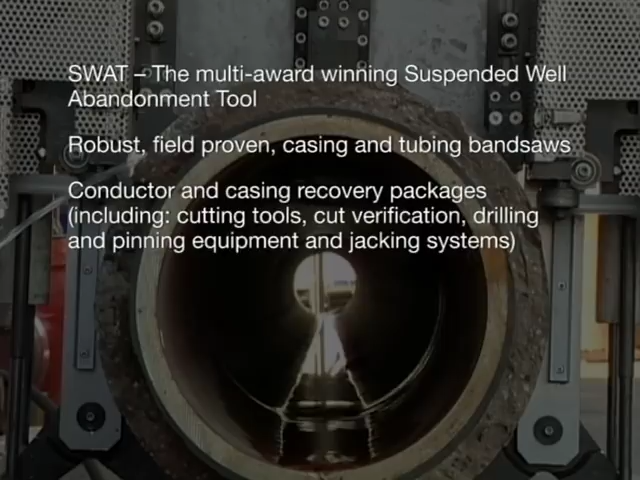 SWAT – The multi-award winning Suspended Well
Abandonment Tool
Robust, field proven, casing and tubing bandsaws
Conductor and casing recovery packages
(including: cutting tools, cut verification, drilling
and pinning equipment and jacking systems)